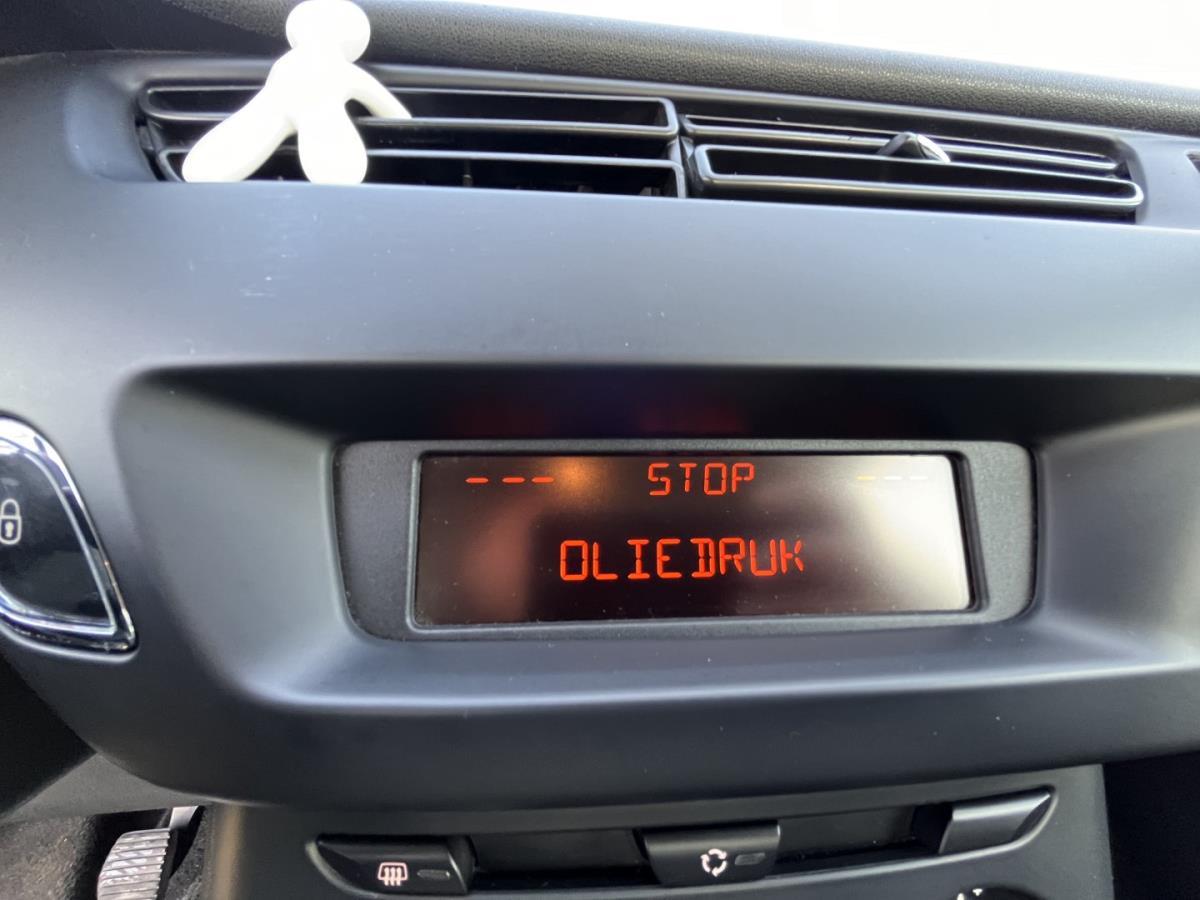 --- STOP ---
OLIEDRUK